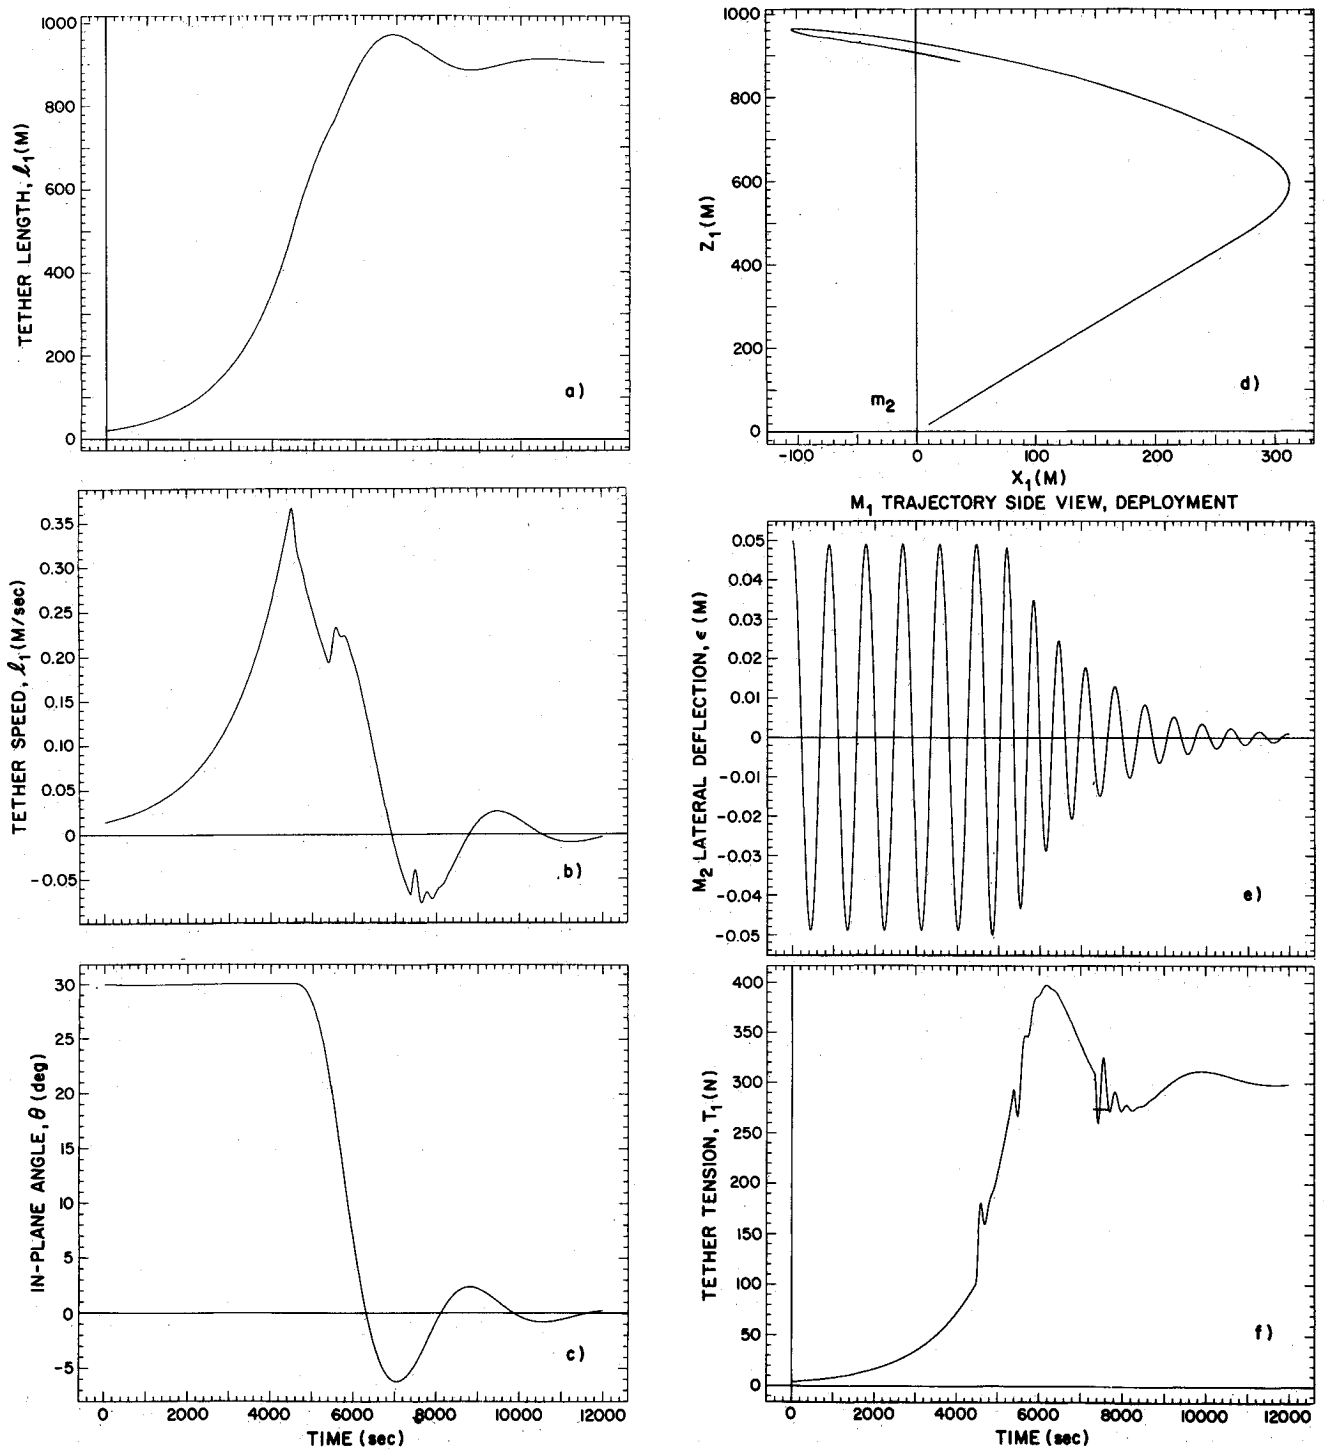 1000
800
600
400
200
0
TETHER LENGTH, ℓ₁(M)
a)
0.35
0.30
0.25
0.20
0.15
0.10
0.05
0
-0.05
TETHER SPEED, ℓ̇₁(M/sec)
b)
30
25
20
15
10
5
0
-5
IN-PLANE ANGLE, θ (deg)
c)
0 2000 4000 6000 8000 10000 12000
TIME (sec)
1000
800
600
400
200
0
Z₁(M)
m₂
d)
-100 0 100 200 300
X₁(M)
M₁ TRAJECTORY SIDE VIEW, DEPLOYMENT
0.05
0.04
0.03
0.02
0.01
0
-0.01
-0.02
-0.03
-0.04
-0.05
M₂ LATERAL DEFLECTION, ϵ (M)
e)
400
350
300
250
200
150
100
50
0
TETHER TENSION, T₁(N)
f)
0 2000 4000 6000 8000 10000 12000
TIME (sec)